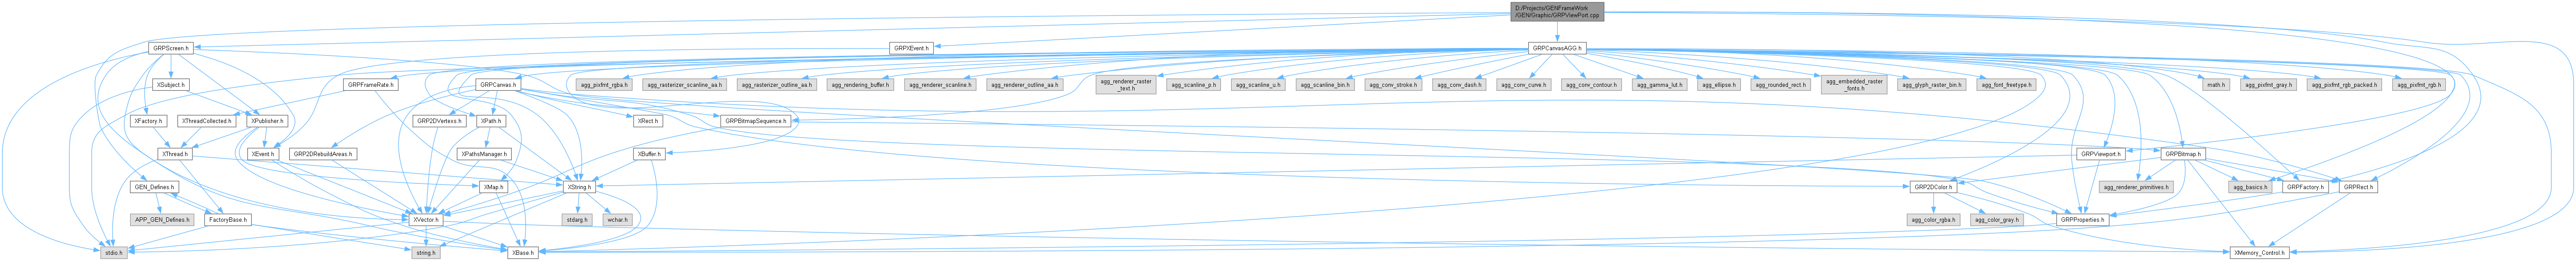 D:/Projects/GENFrameWork
/GEN/Graphic/GRPViewPort.cpp
GRPScreen.h
GRPXEvent.h
GRPCanvasAGG.h
XSubject.h
GRPFrameRate.h
GRPCanvas.h
agg_pixfmt_rgba.h
agg_rasterizer_scanline_aa.h
agg_rasterizer_outline_aa.h
agg_rendering_buffer.h
agg_renderer_scanline.h
agg_renderer_outline_aa.h
agg_renderer_raster
_text.h
agg_scanline_p.h
agg_scanline_u.h
agg_scanline_bin.h
agg_conv_stroke.h
agg_conv_dash.h
agg_conv_curve.h
agg_conv_contour.h
agg_gamma_lut.h
agg_ellipse.h
agg_rounded_rect.h
agg_embedded_raster
_fonts.h
agg_glyph_raster_bin.h
agg_font_freetype.h
math.h
agg_pixfmt_gray.h
agg_pixfmt_rgb_packed.h
agg_pixfmt_rgb.h
XFactory.h
XThreadCollected.h
XPublisher.h
GRP2DVertexs.h
XPath.h
XRect.h
GRPBitmapSequence.h
XThread.h
XEvent.h
GRP2DRebuildAreas.h
XPathsManager.h
XBuffer.h
GRPViewport.h
GRPBitmap.h
GEN_Defines.h
XMap.h
XString.h
GRP2DColor.h
agg_renderer_primitives.h
agg_basics.h
GRPFactory.h
GRPRect.h
APP_GEN_Defines.h
FactoryBase.h
XVector.h
stdarg.h
wchar.h
agg_color_rgba.h
agg_color_gray.h
GRPProperties.h
stdio.h
string.h
XBase.h
XMemory_Control.h